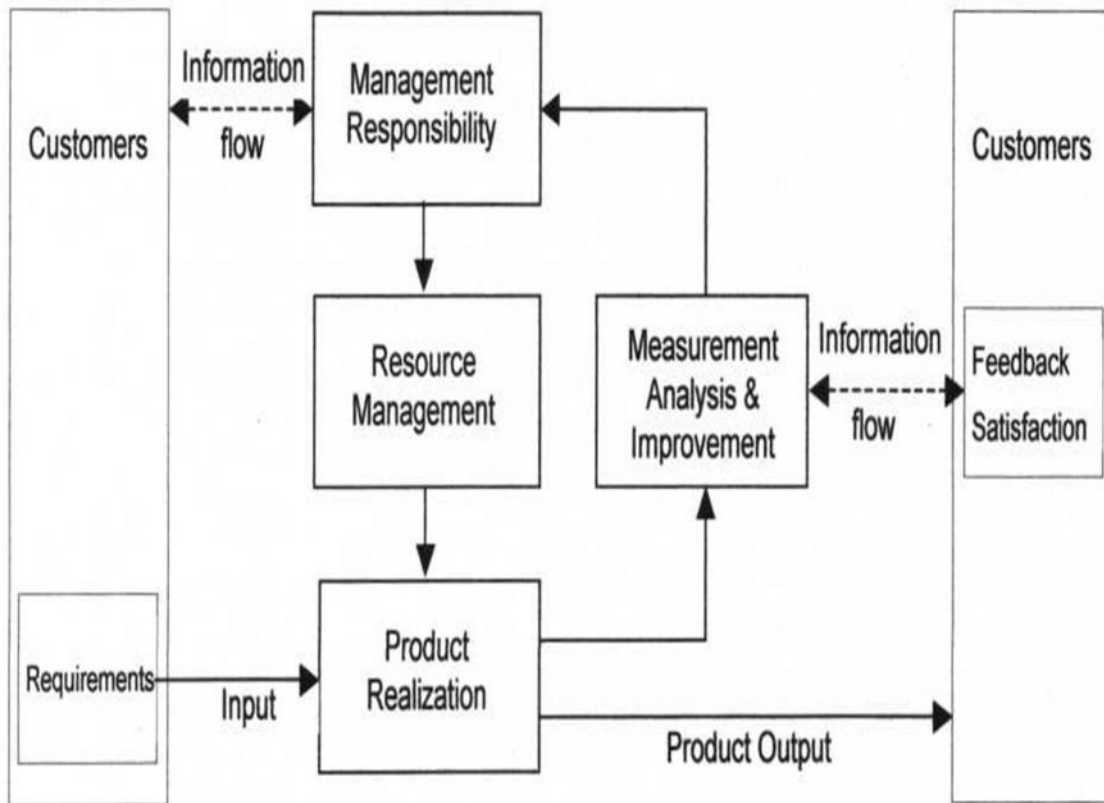 Customers
Requirements
Information
flow
Management
Responsibility
Resource
Management
Input
Product
Realization
Measurement
Analysis &
Improvement
Product Output
Information
flow
Customers
Feedback
Satisfaction